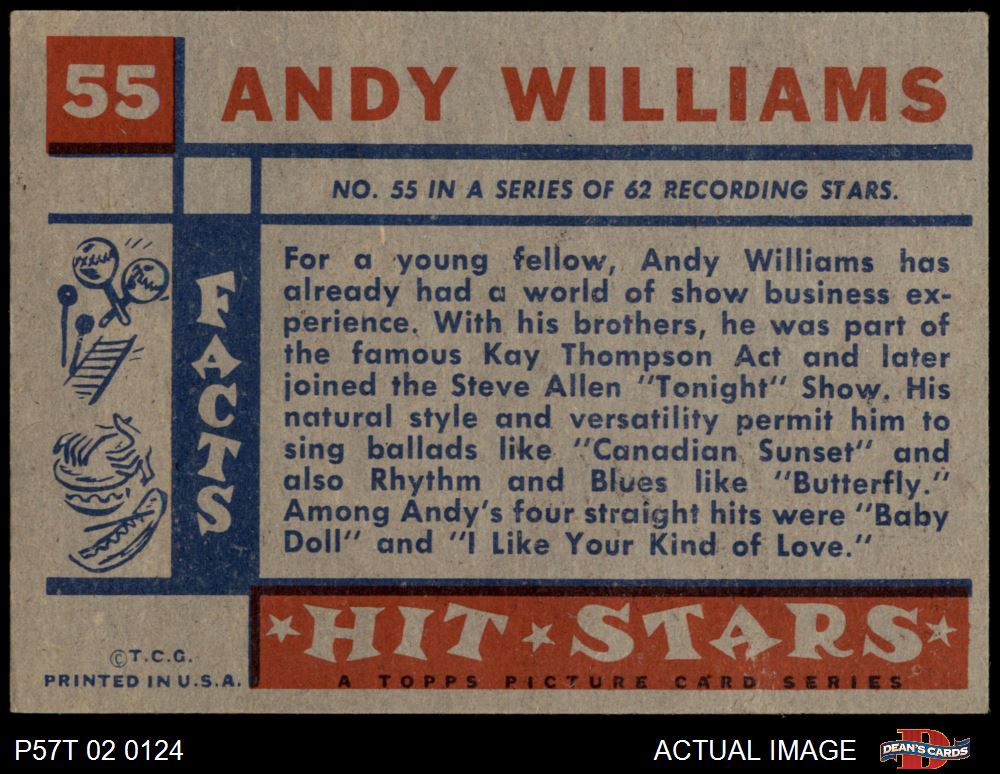 55 ANDY WILLIAMS
NO. 55 IN A SERIES OF 62 RECORDING STARS.
FACTS
For a young fellow, Andy Williams has
already had a world of show business ex-
perience. With his brothers, he was part of
the famous Kay Thompson Act and later
joined the Steve Allen "Tonight" Show. His
natural style and versatility permit him to
sing ballads like "Canadian Sunset" and
also Rhythm and Blues like "Butterfly."
Among Andy's four straight hits were "Baby
Doll" and "I Like Your Kind of Love."
HIT STARS
A TOPPS PICTURE CARD SERIES
©T.C.G.
PRINTED IN U.S.A.
P57T 02 0124
ACTUAL IMAGE
DEAN'S CARDS